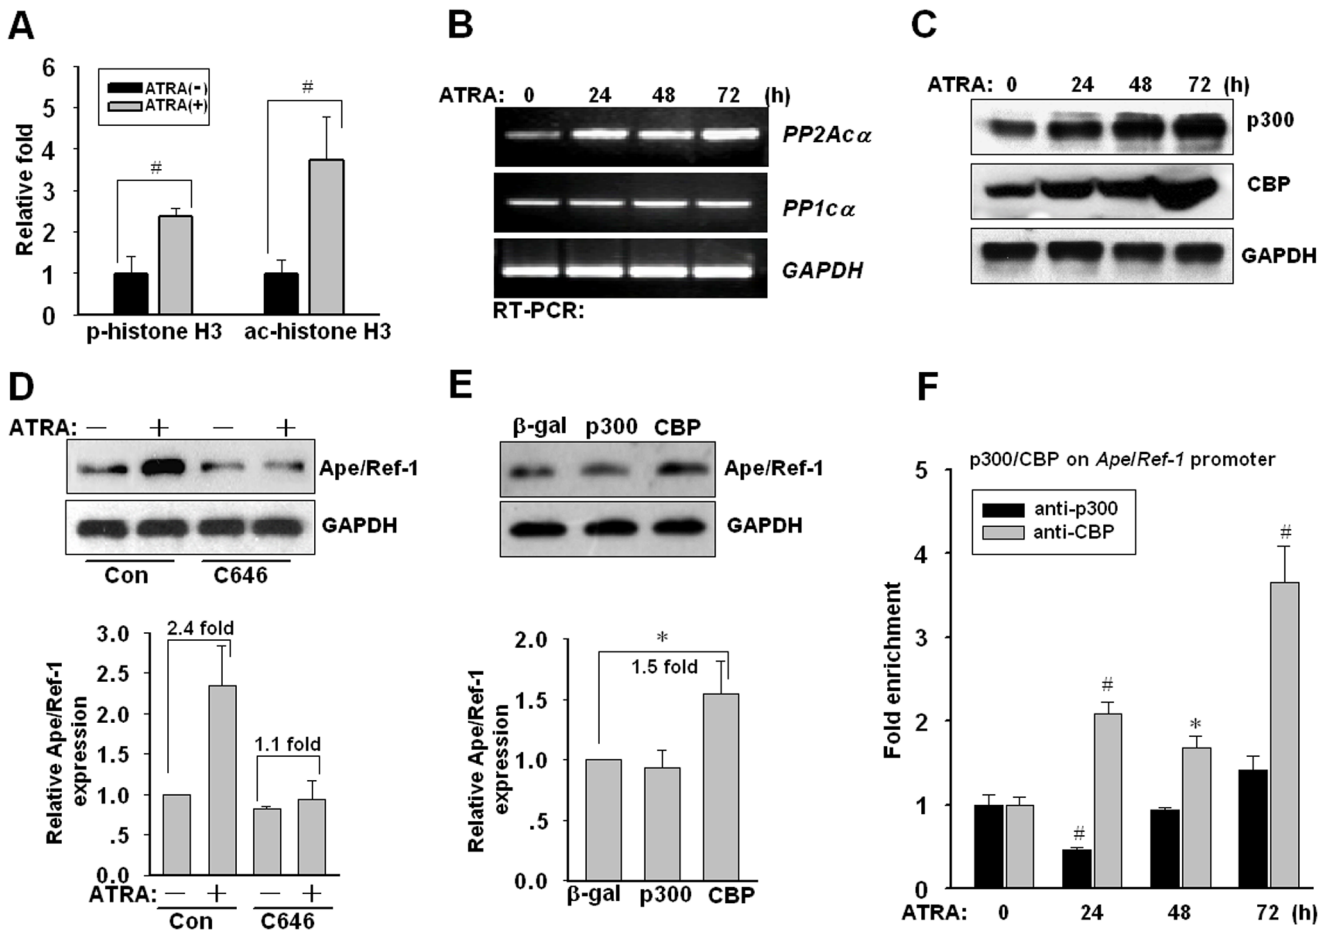 A
6
5
4
3
2
1
0
Relative fold
ATRA(-)
ATRA(+)
#
#
p-histone H3 ac-histone H3
B
ATRA: 0 24 48 72 (h)
PP2Acα
PP1cα
GAPDH
RT-PCR:
C
ATRA: 0 24 48 72 (h)
p300
CBP
GAPDH
D
ATRA: — + — +
Ape/Ref-1
GAPDH
Con C646
3.0
2.5
2.0
1.5
1.0
.5
0.0
Relative Ape/Ref-1
expression
2.4 fold
1.1 fold
ATRA: — + — +
Con C646
E
β-gal p300 CBP
Ape/Ref-1
GAPDH
2.0
1.5
1.0
.5
0.0
Relative Ape/Ref-1
expression
*
1.5 fold
β-gal p300 CBP
F
p300/CBP on Ape/Ref-1 promoter
anti-p300
anti-CBP
5
4
3
2
1
0
Fold enrichment
#
#
*
#
ATRA: 0 24 48 72 (h)